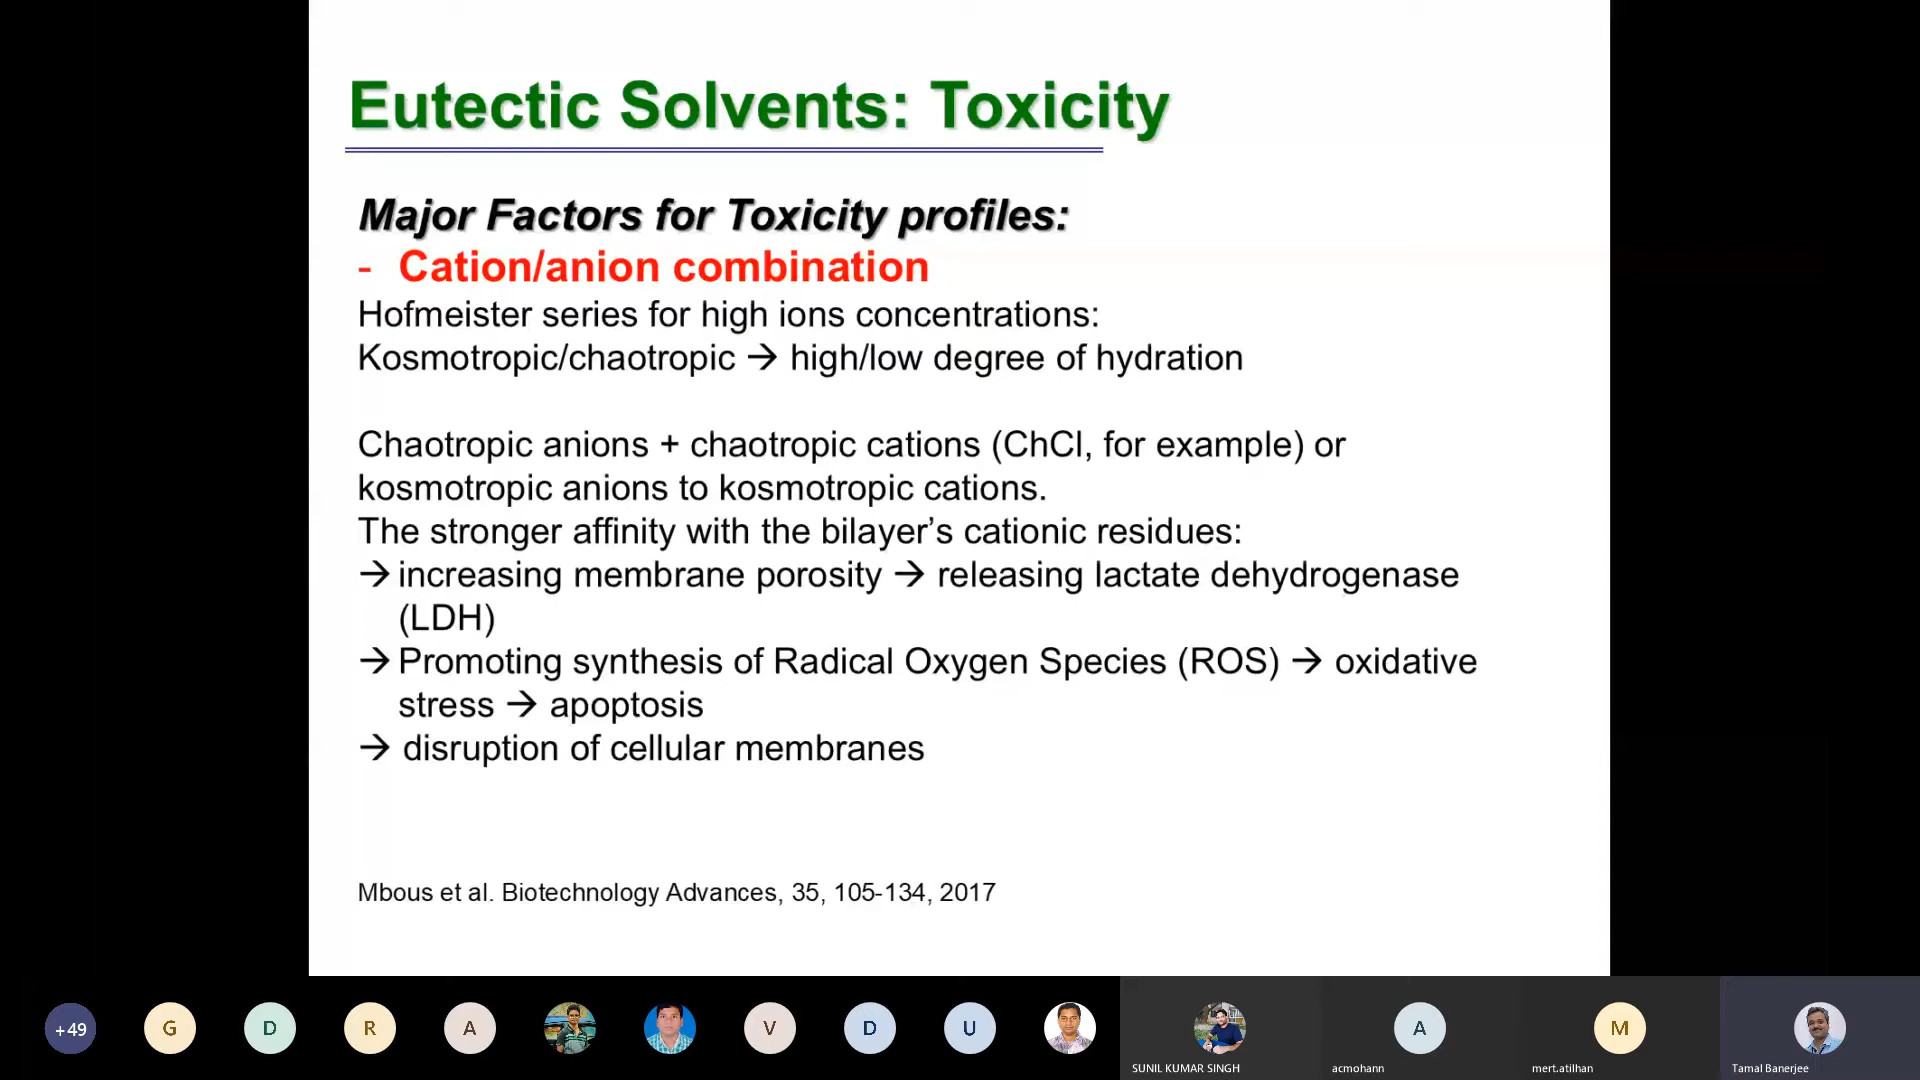 Eutectic Solvents: Toxicity
Major Factors for Toxicity profiles:
- Cation/anion combination
Hofmeister series for high ions concentrations:
Kosmotropic/chaotropic → high/low degree of hydration
Chaotropic anions + chaotropic cations (ChCl, for example) or
kosmotropic anions to kosmotropic cations.
The stronger affinity with the bilayer’s cationic residues:
→ increasing membrane porosity → releasing lactate dehydrogenase
(LDH)
→ Promoting synthesis of Radical Oxygen Species (ROS) → oxidative
stress → apoptosis
→ disruption of cellular membranes
Mbous et al. Biotechnology Advances, 35, 105-134, 2017
+49 G D R A V D U A M
SUNIL KUMAR SINGH acmohann mert.atilhan Tamal Banerjee